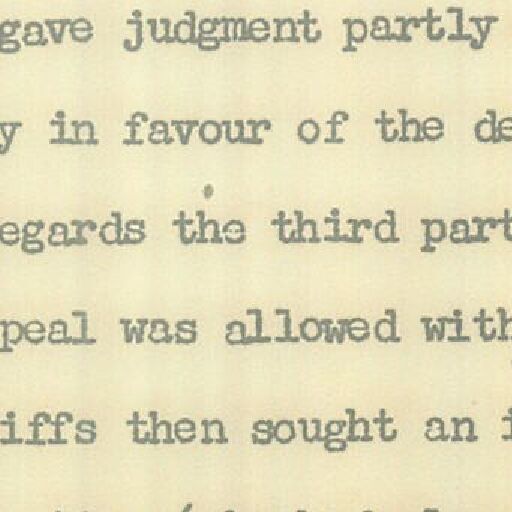 gave judgment partly
y in favour of the de
egards the third part
peal was allowed with
iffs then sought an i